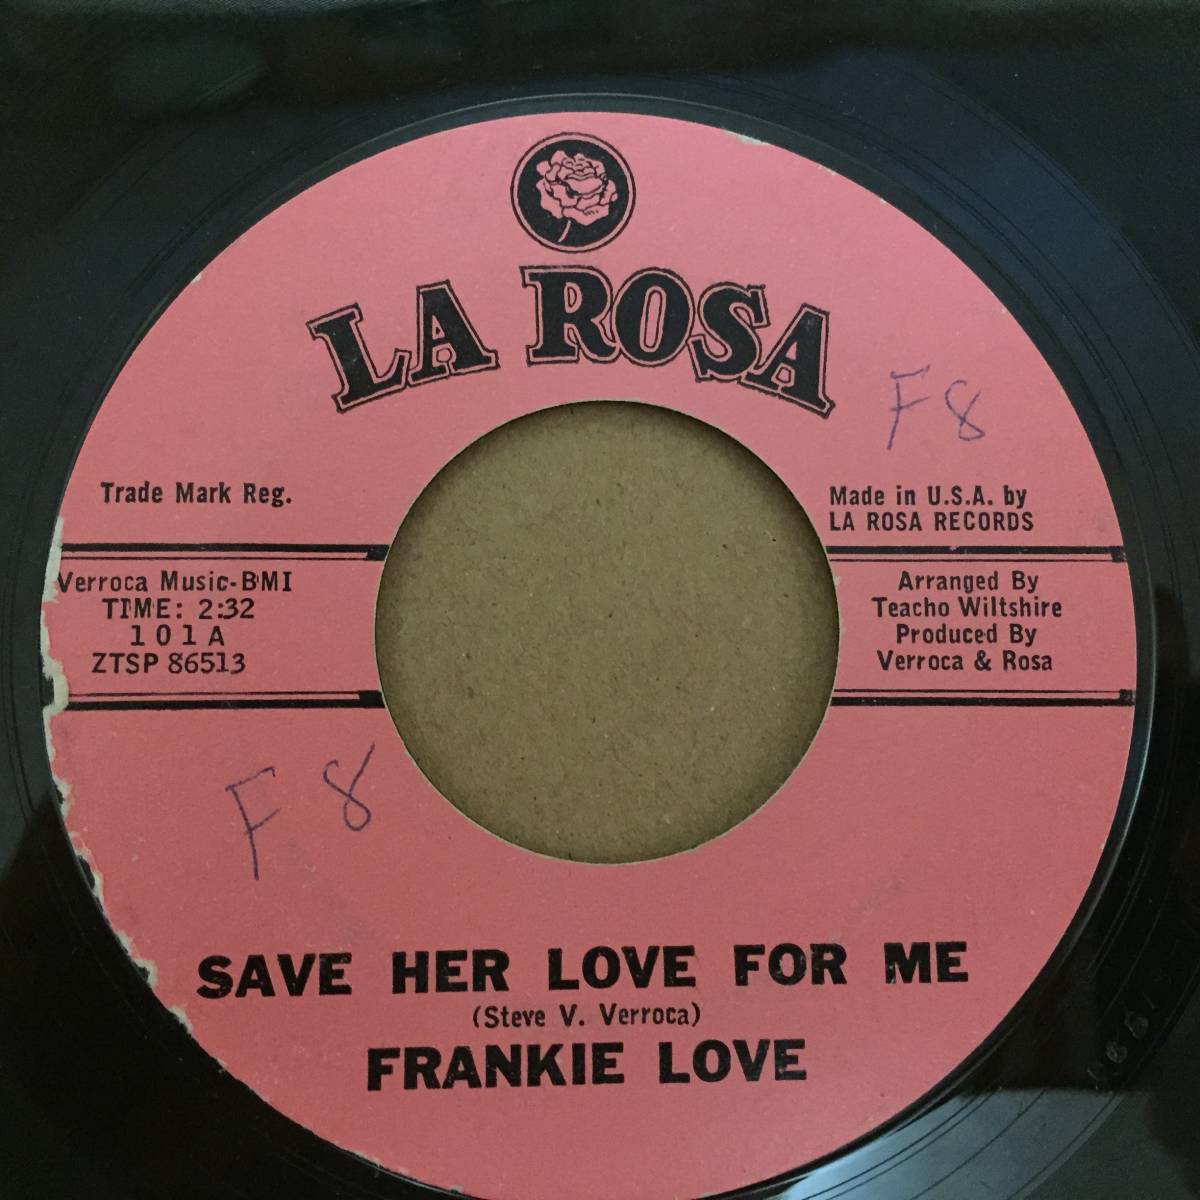 LA ROSA
F8
Trade Mark Reg.
Made in U.S.A. by
LA ROSA RECORDS
Verroca Music-BMI
TIME: 2:32
101A
ZTSP 86513
Arranged By
Teacho Wiltshire
Produced By
Verroca & Rosa
F8
SAVE HER LOVE FOR ME
(Steve V. Verroca)
FRANKIE LOVE